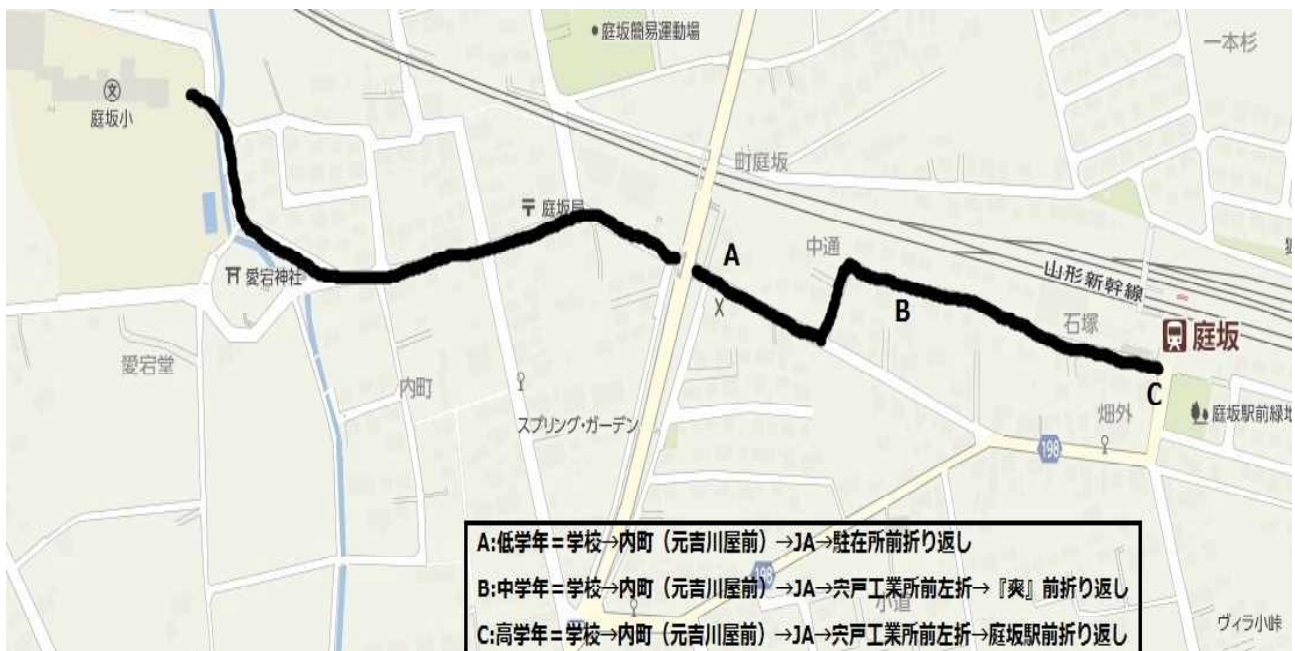 庭坂簡易運動場
一本杉
文
庭坂小
町庭坂
〒庭坂局
A
中通
山形新幹線
愛宕神社
X
B
石塚
庭坂
愛宕堂
内町
C
畑外
庭坂駅前緑地
スプリング・ガーデン
198
A:低学年=学校→内町（元吉川屋前）→JA→駐在所前折り返し
198
B:中学年=学校→内町（元吉川屋前）→JA→宍戸工業所前左折→『爽』前折り返し
小道
C:高学年=学校→内町（元吉川屋前）→JA→宍戸工業所前左折→庭坂駅前折り返し
ヴィラ小峠